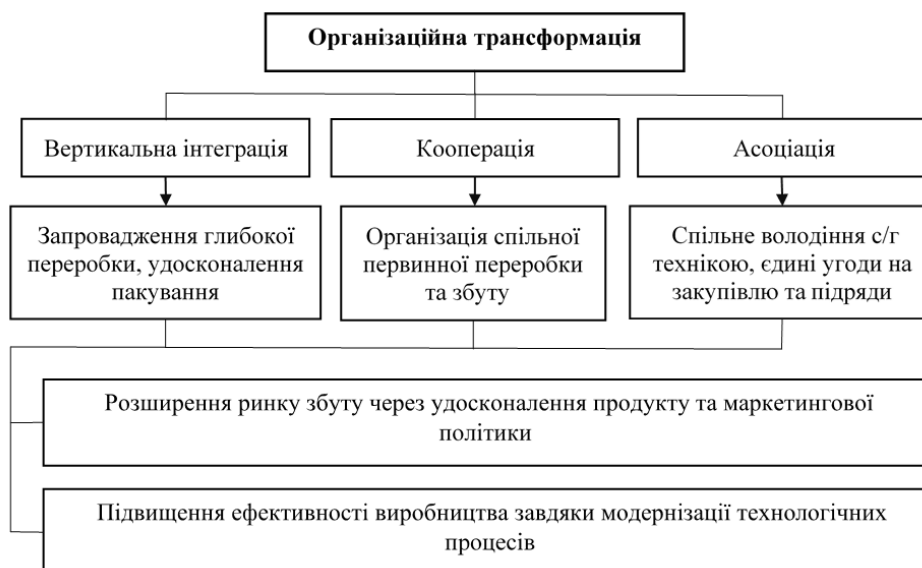 Організаційна трансформація
Вертикальна інтеграція
Кооперація
Асоціація
Запровадження глибокої
переробки, удосконалення
пакування
Організація спільної
первинної переробки
та збуту
Спільне володіння с/г
технікою, єдині угоди на
закупівлю та підряди
Розширення ринку збуту через удосконалення продукту та маркетингової
політики
Підвищення ефективності виробництва завдяки модернізації технологічних
процесів